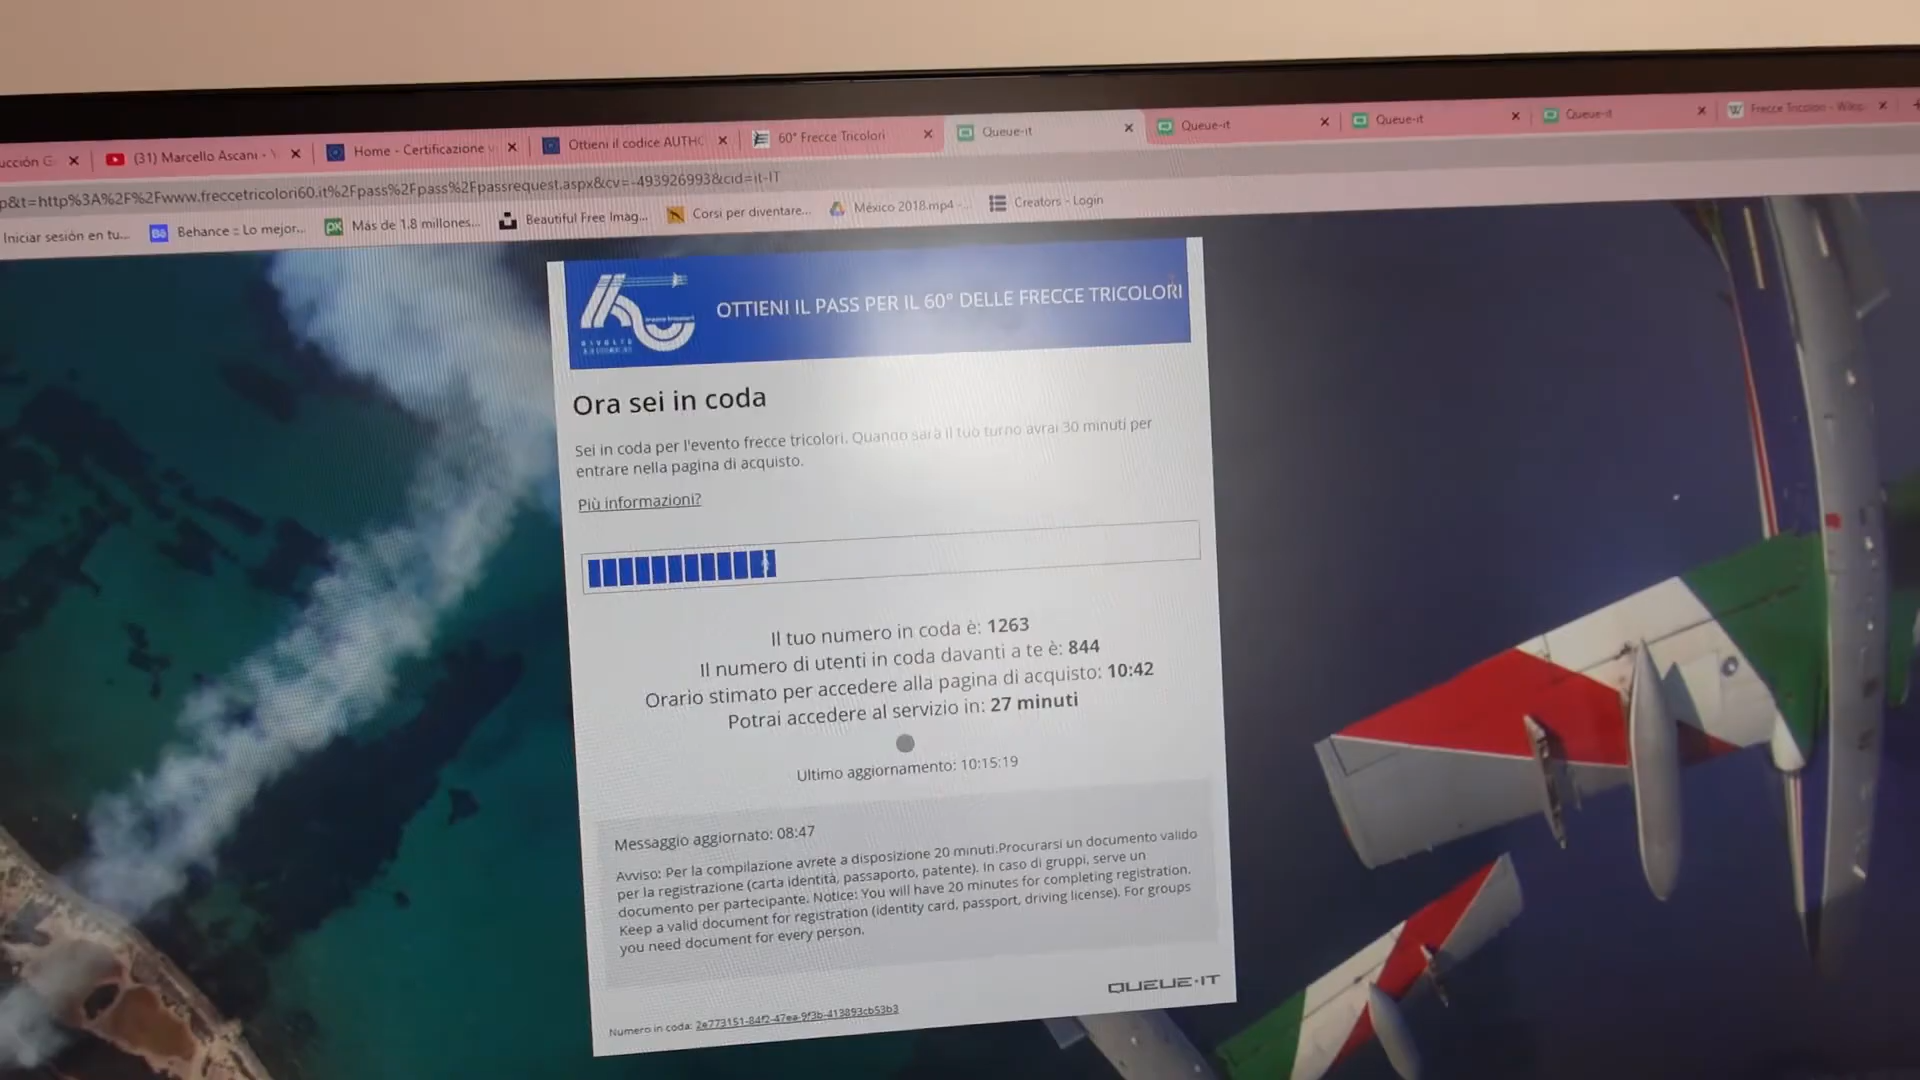 ucción G
(31) Marcello Ascani -
Home - Certificazione
Ottieni il codice AUTHC
60° Frecce Tricolori
Queue-it
Queue-it
Queue-it
Queue-it
Frecce Tricolori - Wikip
p&t=http%3A%2F%2Fwww.freccetricolori60.it%2Fpass%2Fpass%2Fpassrequest.aspx&cv=-493926993&cid=it-IT
Iniciar sesión en tu...
Bē
Behance :: Lo mejor...
Más de 1.8 millones...
Beautiful Free Imag...
Corsi per diventare...
México 2018.mp4 -...
Creators - Login
OTTIENI IL PASS PER IL 60° DELLE FRECCE TRICOLORI
Ora sei in coda
Sei in coda per l'evento frecce tricolori. Quando sarà il tuo turno avrai 30 minuti per
entrare nella pagina di acquisto.
Più informazioni?
Il tuo numero in coda è: 1263
Il numero di utenti in coda davanti a te è: 844
Orario stimato per accedere alla pagina di acquisto: 10:42
Potrai accedere al servizio in: 27 minuti
Ultimo aggiornamento: 10:15:19
Messaggio aggiornato: 08:47
Avviso: Per la compilazione avrete a disposizione 20 minuti.Procurarsi un documento valido
per la registrazione (carta identità, passaporto, patente). In caso di gruppi, serve un
documento per partecipante. Notice: You will have 20 minutes for completing registration.
Keep a valid document for registration (identity card, passport, driving license). For groups
you need document for every person.
QUEUE-IT
Numero in coda: 2e773151-84f2-47ea-9f3b-413893cb53b3